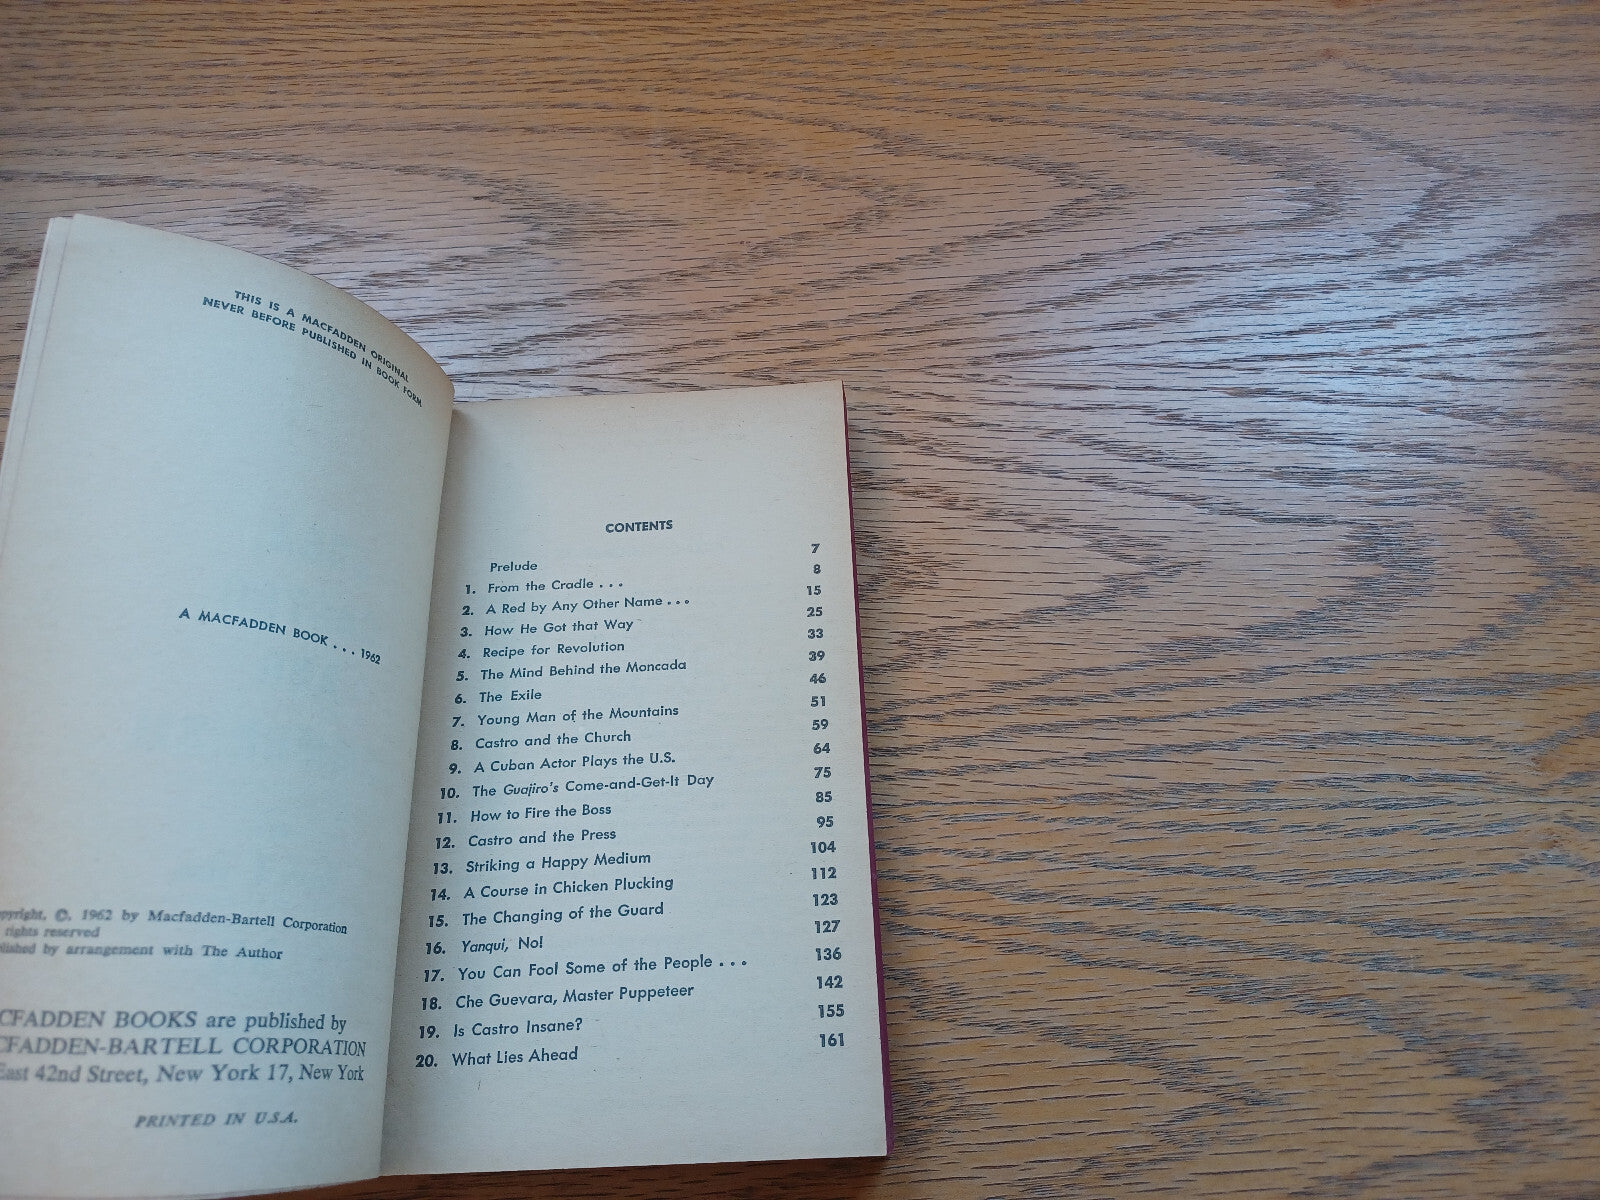 THIS IS A MACFADDEN ORIGINAL
NEVER BEFORE PUBLISHED IN BOOK FORM
A MACFADDEN BOOK . . . 1962
1962 by Macfadden-Bartell Corporation
rights reserved
by arrangement with The Author
BOOKS are published by
CORPORATION
42nd Street, New York 17, New York
PRINTED IN U.S.A.
CONTENTS
Prelude 7
1. From the Cradle . . . 8
2. A Red by Any Other Name . . . 15
3. How He Got that Way 25
4. Recipe for Revolution 33
5. The Mind Behind the Moncada 39
6. The Exile 46
7. Young Man of the Mountains 51
8. Castro and the Church 59
9. A Cuban Actor Plays the U.S. 64
10. The Guajiro's Come-and-Get-It Day 75
11. How to Fire the Boss 85
12. Castro and the Press 95
13. Striking a Happy Medium 104
14. A Course in Chicken Plucking 112
15. The Changing of the Guard 123
16. Yanqui, No! 127
17. You Can Fool Some of the People . . . 136
18. Che Guevara, Master Puppeteer 142
19. Is Castro Insane? 155
20. What Lies Ahead 161